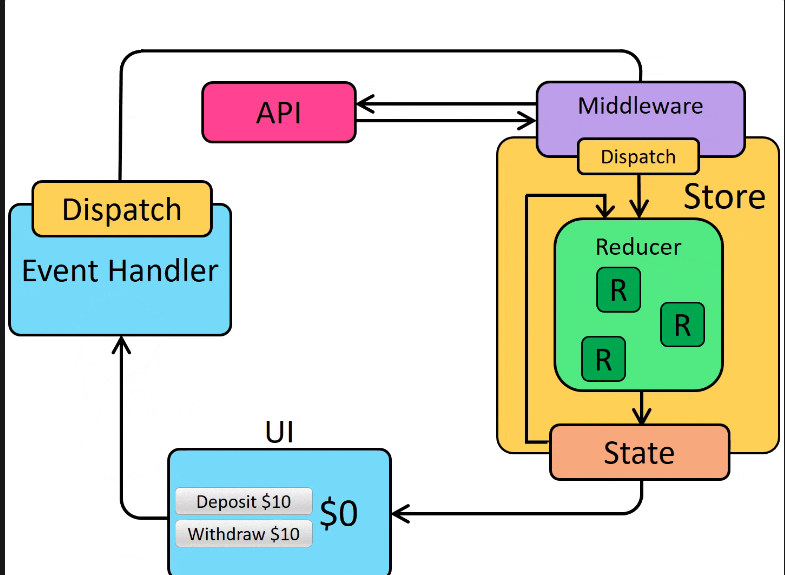 API
Middleware
Dispatch
Store
Dispatch
Event Handler
Reducer
R
R
R
State
UI
Deposit $10
$0
Withdraw $10